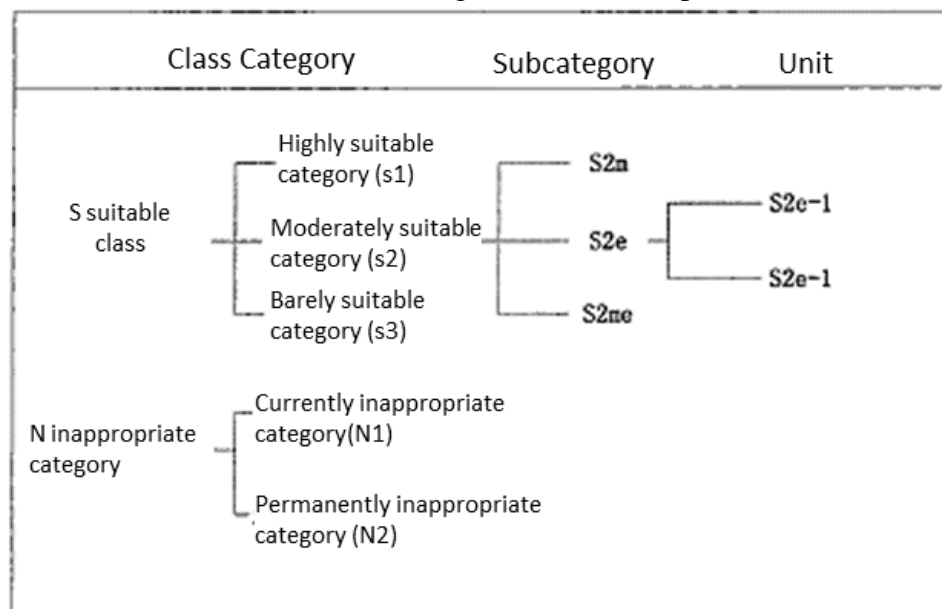 Class Category Subcategory Unit
Highly suitable
category (s1)
S2n
S2e-1
S suitable
class
Moderately suitable
category (s2)
S2e
S2e-1
Barely suitable
category (s3)
S2ne
Currently inappropriate
category(N1)
N inappropriate
category
Permanently inappropriate
category (N2)